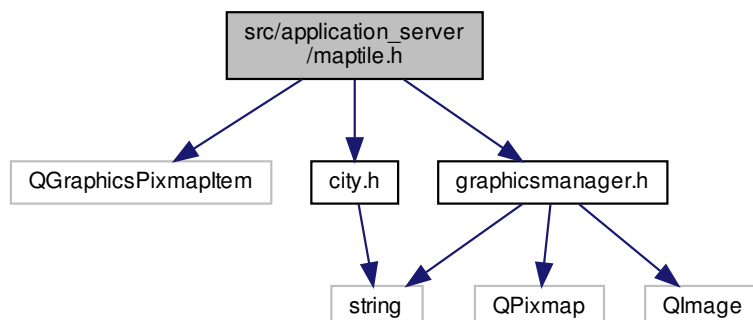 src/application_server
/maptile.h
QGraphicsPixmapItem
city.h
graphicsmanager.h
string
QPixmap
QImage